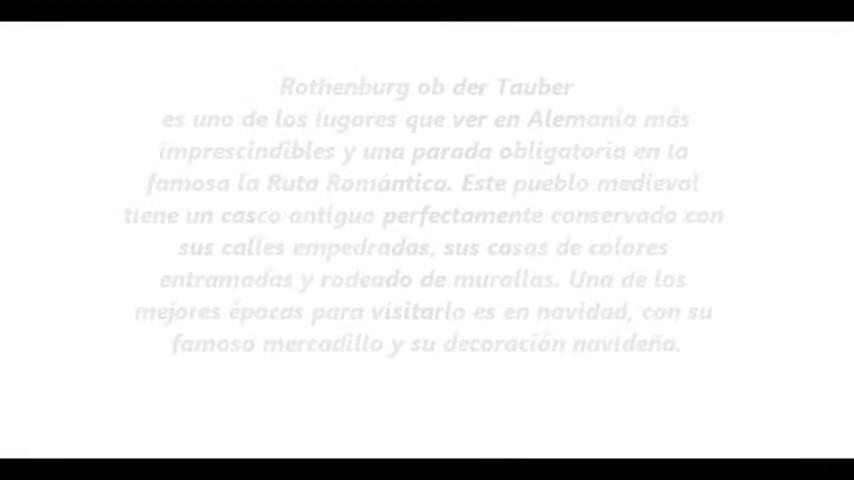 Rothenburg ob der Tauber
es uno de los lugares que ver en Alemania más
imprescindibles y una parada obligatoria en la
famosa la Ruta Romántica. Este pueblo medieval
tiene un casco antiguo perfectamente conservado con
sus calles empedradas, sus casas de colores
entramadas y rodeado de murallas. Una de los
mejores épocas para visitarlo es en navidad, con su
famoso mercadillo y su decoración navideña.